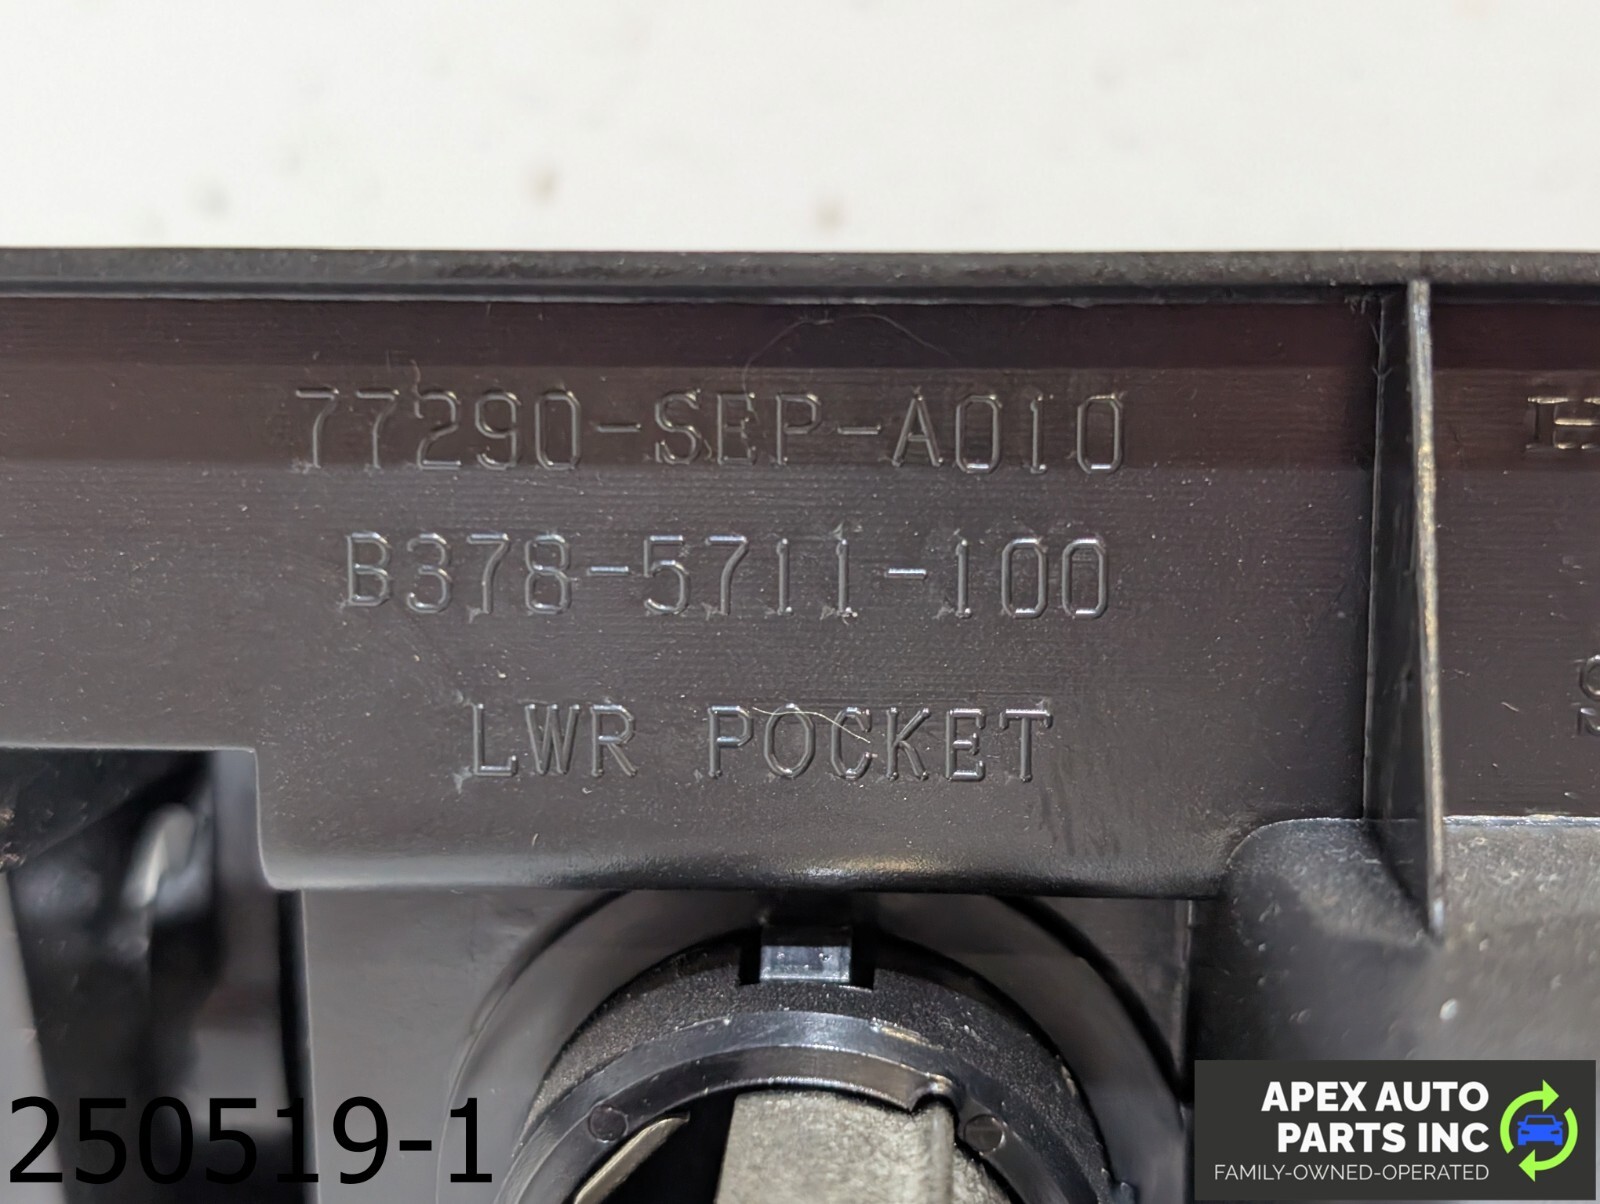 77290-SEP-A010
B378-5711-100
LWR POCKET
250519-1
APEX AUTO
PARTS INC
FAMILY-OWNED-OPERATED